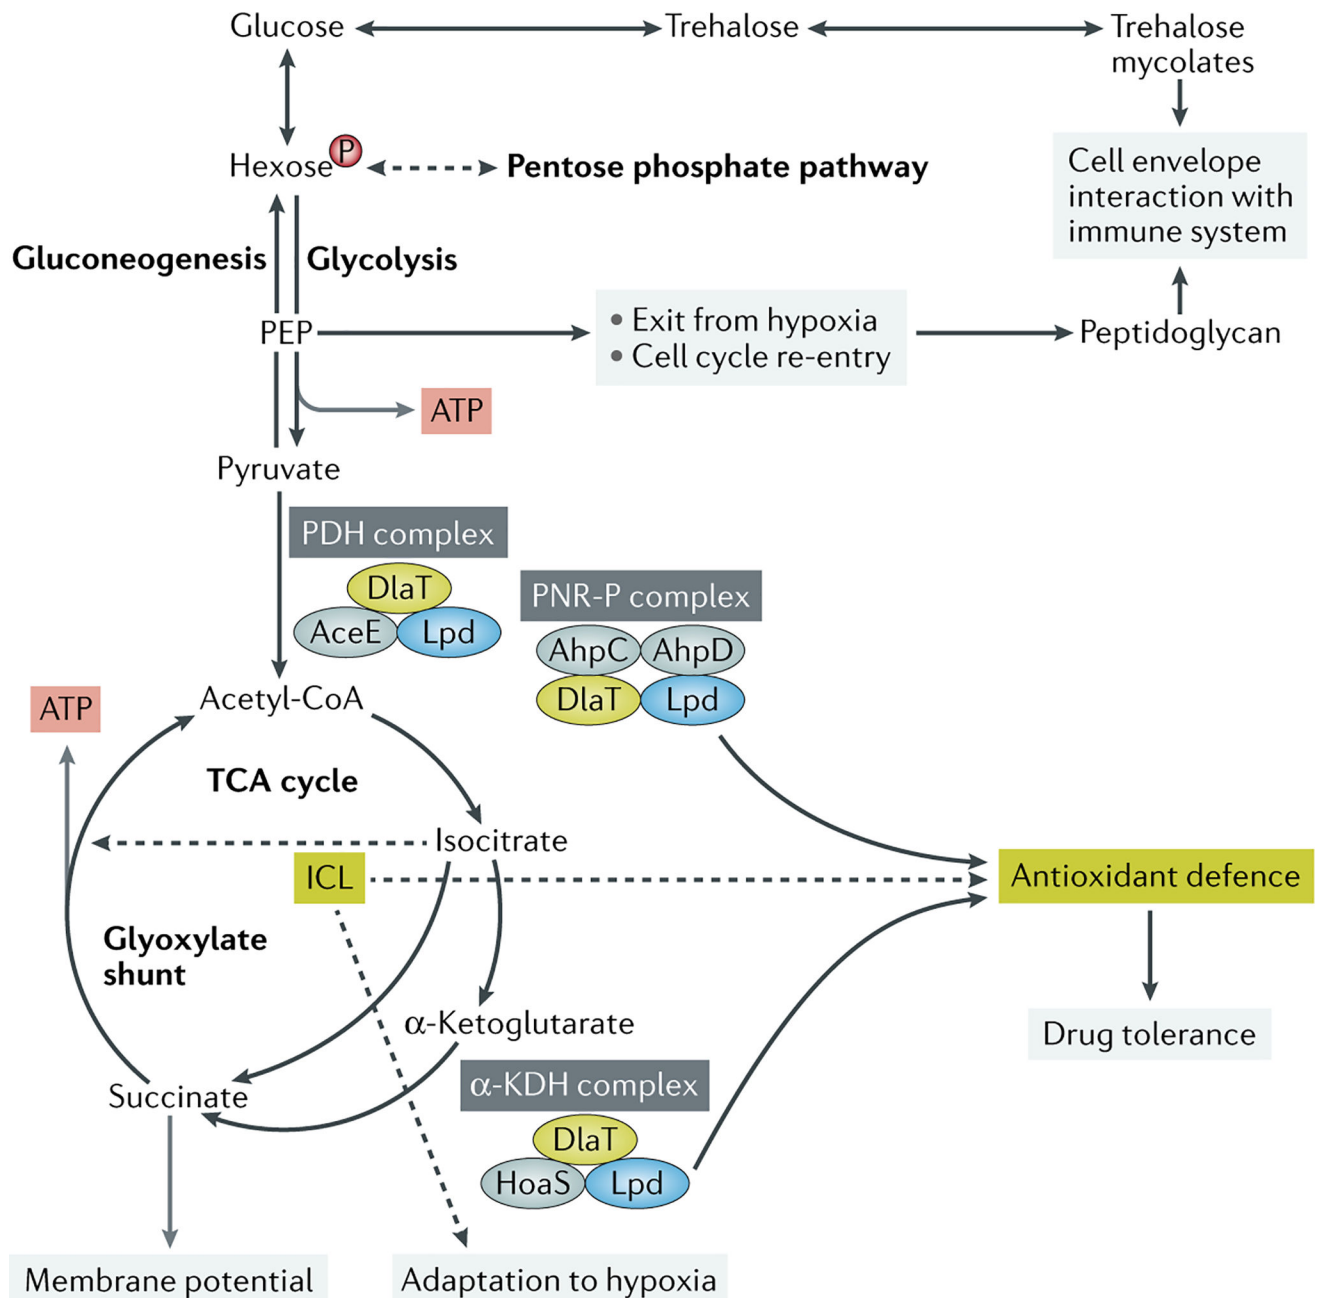 Glucose
Trehalose
Trehalose
mycolates
Hexose P
Pentose phosphate pathway
Cell envelope
interaction with
immune system
Gluconeogenesis
Glycolysis
PEP
• Exit from hypoxia
• Cell cycle re-entry
Peptidoglycan
ATP
Pyruvate
PDH complex
DlaT
AceE
Lpd
PNR-P complex
AhpC
AhpD
DlaT
Lpd
Acetyl-CoA
ATP
TCA cycle
Isocitrate
ICL
Antioxidant defence
Glyoxylate
shunt
α-Ketoglutarate
Drug tolerance
Succinate
α-KDH complex
DlaT
HoaS
Lpd
Membrane potential
Adaptation to hypoxia